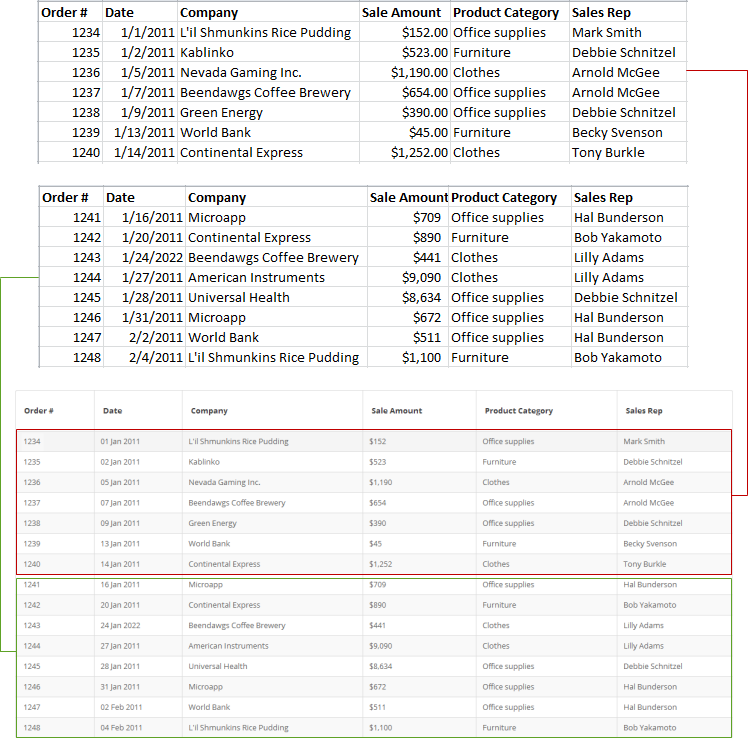 Order # Date Company Sale Amount Product Category Sales Rep
1234 1/1/2011 L'il Shmunkins Rice Pudding $152.00 Office supplies Mark Smith
1235 1/2/2011 Kablinko $523.00 Furniture Debbie Schnitzel
1236 1/5/2011 Nevada Gaming Inc. $1,190.00 Clothes Arnold McGee
1237 1/7/2011 Beendawgs Coffee Brewery $654.00 Office supplies Arnold McGee
1238 1/9/2011 Green Energy $390.00 Office supplies Debbie Schnitzel
1239 1/13/2011 World Bank $45.00 Furniture Becky Svenson
1240 1/14/2011 Continental Express $1,252.00 Clothes Tony Burkle
Order # Date Company Sale Amount Product Category Sales Rep
1241 1/16/2011 Microapp $709 Office supplies Hal Bunderson
1242 1/20/2011 Continental Express $890 Furniture Bob Yakamoto
1243 1/24/2022 Beendawgs Coffee Brewery $441 Clothes Lilly Adams
1244 1/27/2011 American Instruments $9,090 Clothes Lilly Adams
1245 1/28/2011 Universal Health $8,634 Office supplies Debbie Schnitzel
1246 1/31/2011 Microapp $672 Office supplies Hal Bunderson
1247 2/2/2011 World Bank $511 Office supplies Hal Bunderson
1248 2/4/2011 L'il Shmunkins Rice Pudding $1,100 Furniture Bob Yakamoto
Order # Date Company Sale Amount Product Category Sales Rep
1234 01 Jan 2011 L'il Shmunkins Rice Pudding $152 Office supplies Mark Smith
1235 02 Jan 2011 Kablinko $523 Furniture Debbie Schnitzel
1236 05 Jan 2011 Nevada Gaming Inc. $1,190 Clothes Arnold McGee
1237 07 Jan 2011 Beendawgs Coffee Brewery $654 Office supplies Arnold McGee
1238 09 Jan 2011 Green Energy $390 Office supplies Debbie Schnitzel
1239 13 Jan 2011 World Bank $45 Furniture Becky Svenson
1240 14 Jan 2011 Continental Express $1,252 Clothes Tony Burkle
1241 16 Jan 2011 Microapp $709 Office supplies Hal Bunderson
1242 20 Jan 2011 Continental Express $890 Furniture Bob Yakamoto
1243 24 Jan 2022 Beendawgs Coffee Brewery $441 Clothes Lilly Adams
1244 27 Jan 2011 American Instruments $9,090 Clothes Lilly Adams
1245 28 Jan 2011 Universal Health $8,634 Office supplies Debbie Schnitzel
1246 31 Jan 2011 Microapp $672 Office supplies Hal Bunderson
1247 02 Feb 2011 World Bank $511 Office supplies Hal Bunderson
1248 04 Feb 2011 L'il Shmunkins Rice Pudding $1,100 Furniture Bob Yakamoto